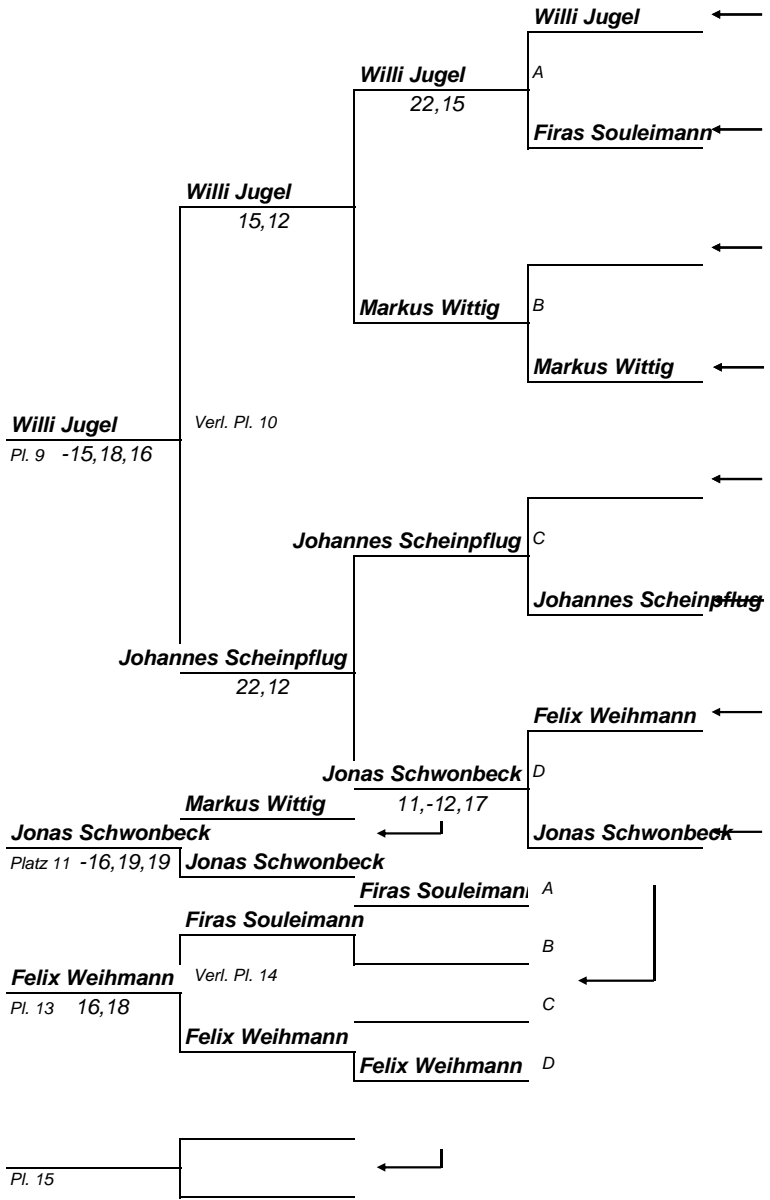 Willi Jugel
Willi Jugel
A
22,15
Firas Souleimann
Willi Jugel
15,12
Markus Wittig
B
Markus Wittig
Willi Jugel
Verl. Pl. 10
Pl. 9 -15,18,16
Johannes Scheinpflug
C
Johannes Scheinpflug
Johannes Scheinpflug
22,12
Felix Weihmann
Jonas Schwonbeck
D
Markus Wittig
11,-12,17
Jonas Schwonbeck
Jonas Schwonbeck
Platz 11 -16,19,19
Jonas Schwonbeck
Firas Souleimann
A
Firas Souleimann
B
Felix Weihmann
Verl. Pl. 14
Pl. 13 16,18
C
Felix Weihmann
Felix Weihmann
D
Pl. 15